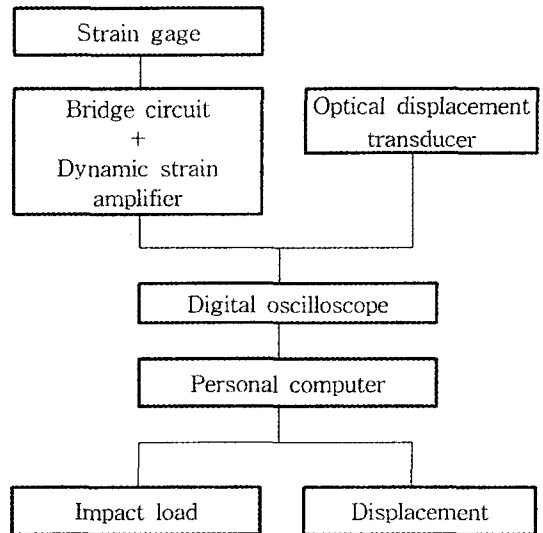 Strain gage
Bridge circuit
+
Dynamic strain
amplifier
Optical displacement
transducer
Digital oscilloscope
Personal computer
Impact load
Displacement